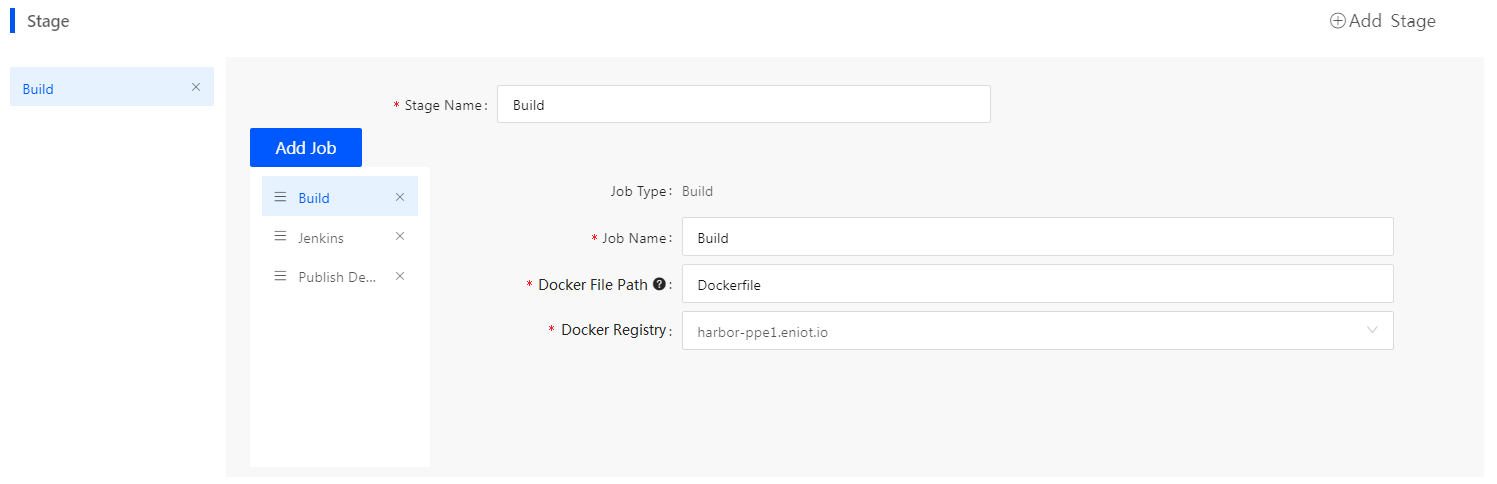 Stage
Add Stage
Build
* Stage Name: Build
Add Job
Build
Jenkins
Publish De...
Job Type: Build
* Job Name: Build
* Docker File Path ?: Dockerfile
* Docker Registry: harbor-ppe1.eniot.io